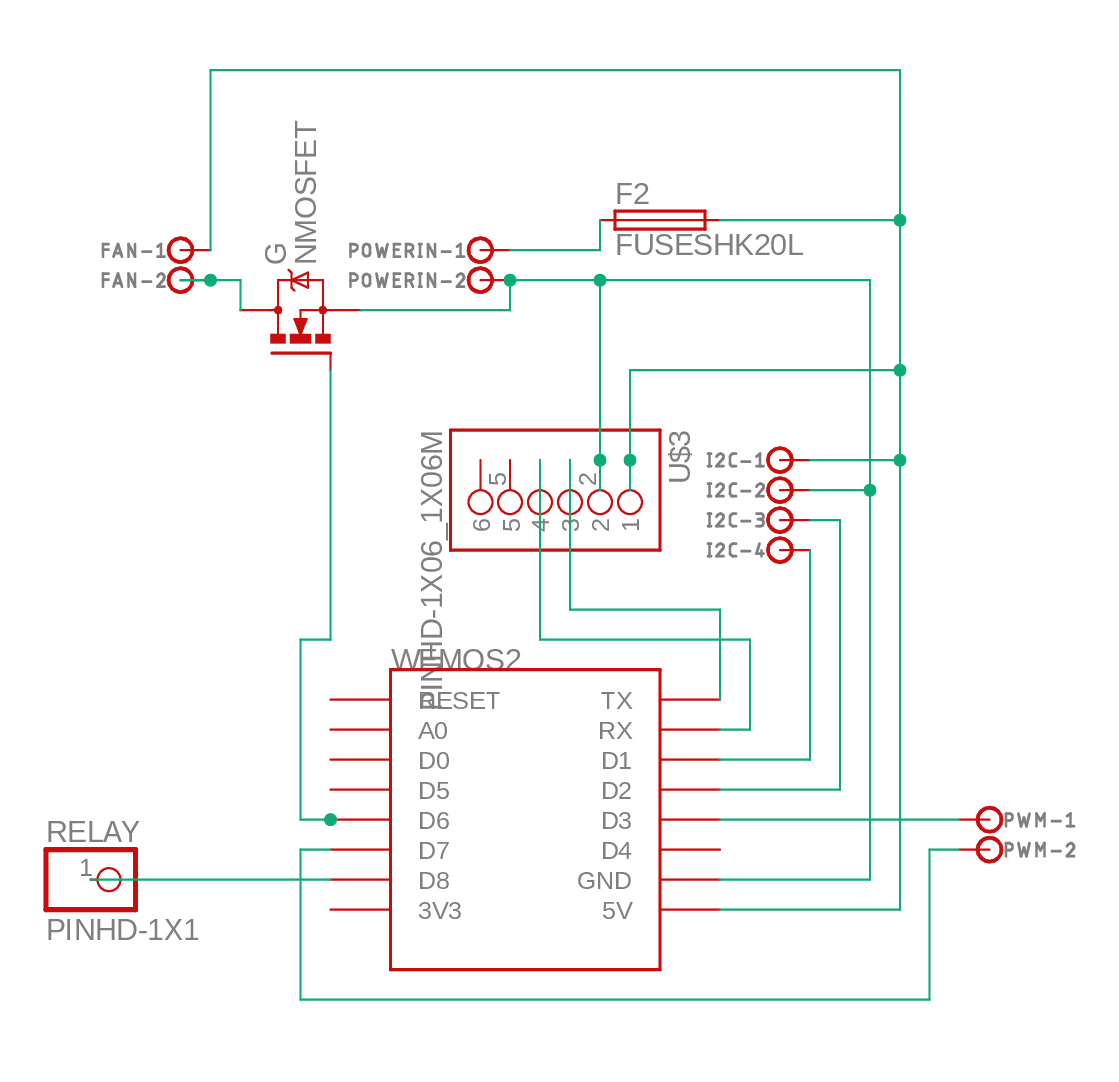 F2
FUSESHK20L
NMOSFET
G
FAN-1
FAN-2
POWERIN-1
POWERIN-2
PINHD-1X06_1X06M
U$3
5
2
6
5
4
3
2
1
I2C-1
I2C-2
I2C-3
I2C-4
WEMOS2
RESET
TX
A0
RX
D0
D1
D5
D2
D6
D3
D7
D4
D8
GND
3V3
5V
PWM-1
PWM-2
RELAY
1
PINHD-1X1